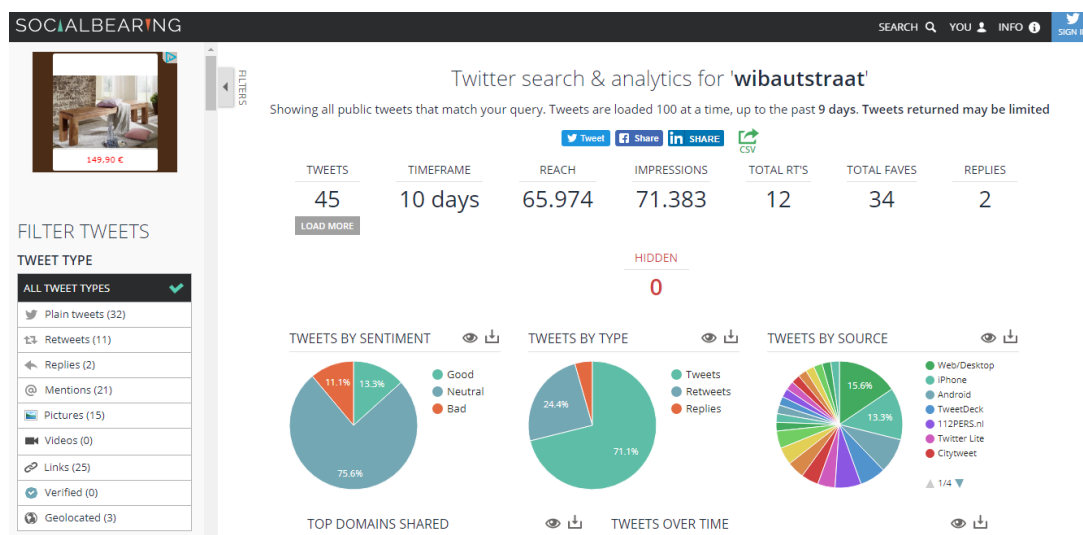 SOCIALBEARING
SEARCH YOU INFO SIGN I
149.90 €
FILTERS
Twitter search & analytics for 'wibautstraat'
Showing all public tweets that match your query. Tweets are loaded 100 at a time, up to the past 9 days. Tweets returned may be limited
Tweet Share in SHARE CSV
TWEETS TIMEFRAME REACH IMPRESSIONS TOTAL RT'S TOTAL FAVES REPLIES
45 10 days 65.974 71.383 12 34 2
LOAD MORE
HIDDEN
0
FILTER TWEETS
TWEET TYPE
ALL TWEET TYPES
Plain tweets (32)
Retweets (11)
Replies (2)
@ Mentions (21)
Pictures (15)
Videos (0)
Links (25)
Verified (0)
Geolocated (3)
TWEETS BY SENTIMENT
11.1% 13.3%
75.6%
Good
Neutral
Bad
TWEETS BY TYPE
24.4%
71.1%
Tweets
Retweets
Replies
TWEETS BY SOURCE
15.6%
13.3%
Web/Desktop
iPhone
Android
TweetDeck
112PERS.nl
Twitter Lite
Citytweet
1/4
TOP DOMAINS SHARED
TWEETS OVER TIME